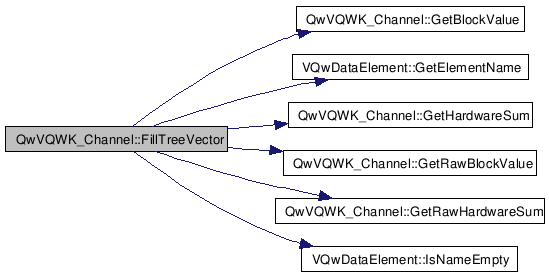 QwVQWK_Channel::GetBlockValue
VQwDataElement::GetElementName
QwVQWK_Channel::GetHardwareSum
QwVQWK_Channel::FillTreeVector
QwVQWK_Channel::GetRawBlockValue
QwVQWK_Channel::GetRawHardwareSum
VQwDataElement::IsNameEmpty